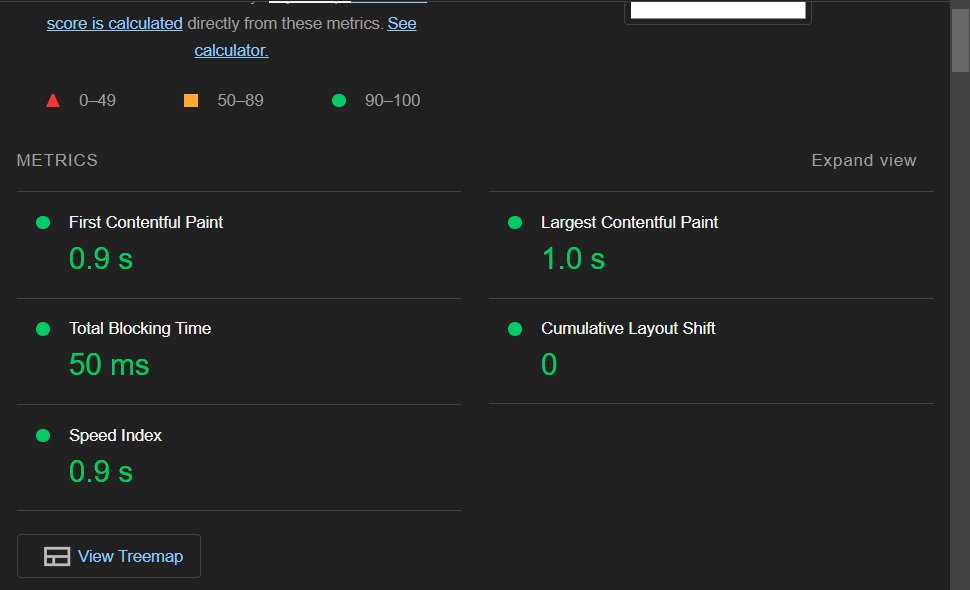 score is calculated directly from these metrics. See
calculator.
0–49 50–89 90–100
METRICS Expand view
First Contentful Paint
0.9 s
Largest Contentful Paint
1.0 s
Total Blocking Time
50 ms
Cumulative Layout Shift
0
Speed Index
0.9 s
View Treemap